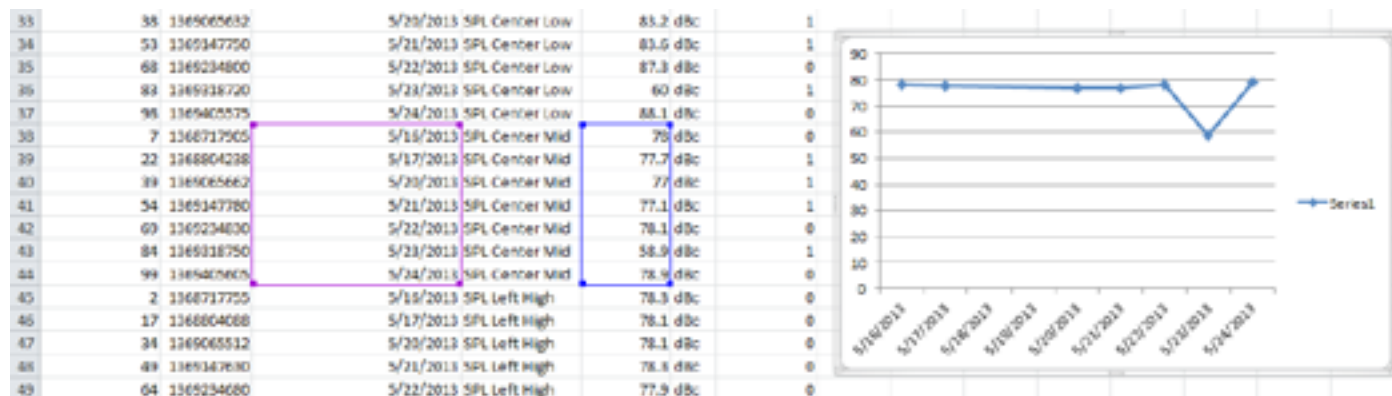 33 38 1369065632 5/20/2013 SPL Center Low 83.2 dBc 1
34 53 1369147750 5/21/2013 SPL Center Low 83.6 dBc 1
35 68 1369234800 5/22/2013 SPL Center Low 87.3 dBc 0
36 83 1369318720 5/23/2013 SPL Center Low 60 dBc 1
37 98 1369405575 5/24/2013 SPL Center Low 88.1 dBc 0
38 7 1368717905 5/16/2013 SPL Center Mid 78 dBc 0
39 22 1368804238 5/17/2013 SPL Center Mid 77.7 dBc 1
40 39 1369065662 5/20/2013 SPL Center Mid 77 dBc 1
41 54 1369147780 5/21/2013 SPL Center Mid 77.1 dBc 1
42 69 1369234830 5/22/2013 SPL Center Mid 78.1 dBc 0
43 84 1369318750 5/23/2013 SPL Center Mid 58.9 dBc 1
44 99 1369405605 5/24/2013 SPL Center Mid 78.9 dBc 0
45 2 1368717755 5/16/2013 SPL Left High 78.3 dBc 0
46 17 1368804088 5/17/2013 SPL Left High 78.1 dBc 0
47 34 1369065512 5/20/2013 SPL Left High 78.1 dBc 0
48 49 1369147630 5/21/2013 SPL Left High 78.3 dBc 0
49 64 1369234680 5/22/2013 SPL Left High 77.9 dBc 0
90
80
70
60
50
40
30
20
10
0
5/16/2013 5/17/2013 5/18/2013 5/19/2013 5/20/2013 5/21/2013 5/22/2013 5/23/2013 5/24/2013
Series1